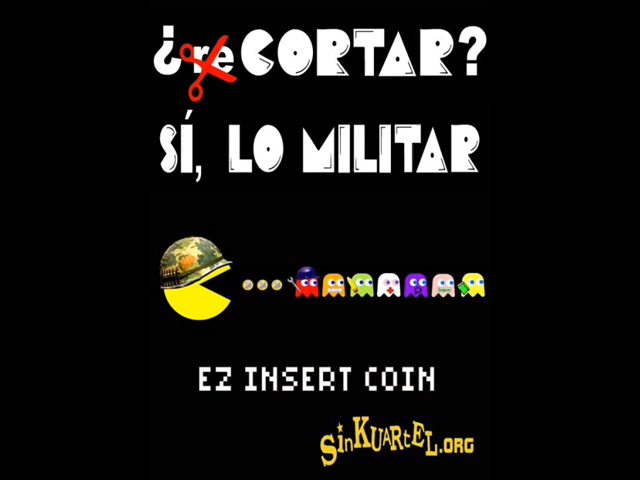 ¿reCORTAR?
SÍ, LO MILITAR
EZ INSERT COIN
SinKUARtEL.ORG